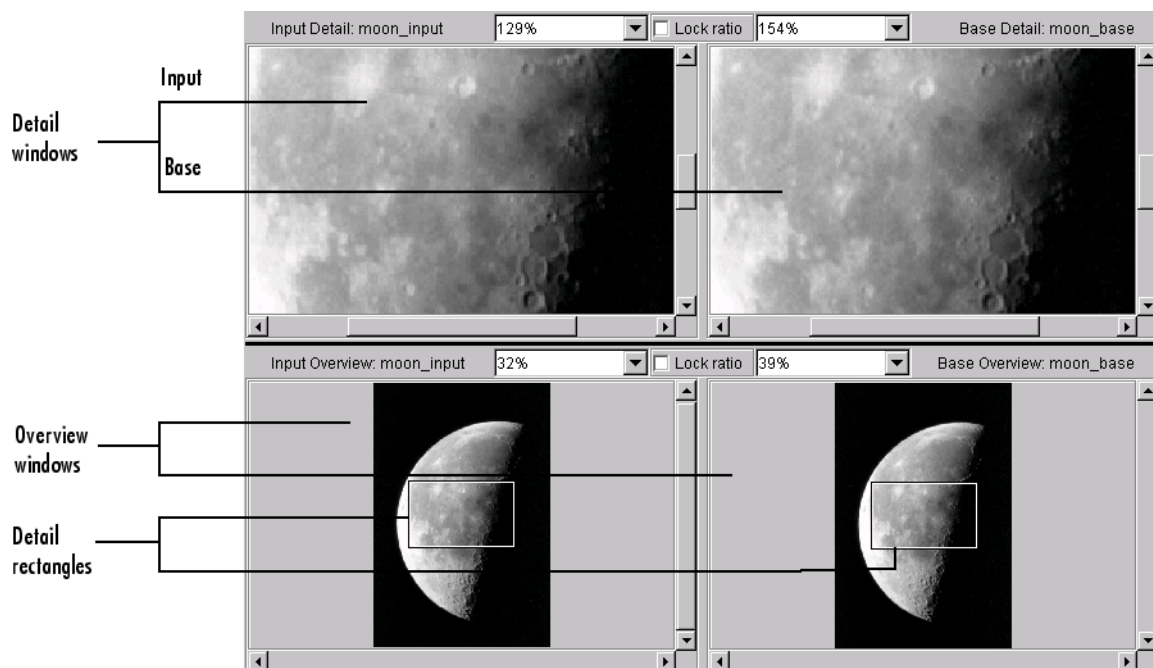 Input Detail: moon_input 129% Lock ratio 154% Base Detail: moon_base
Input
Detail
windows
Base
Input Overview: moon_input 32% Lock ratio 39% Base Overview: moon_base
Overview
windows
Detail
rectangles